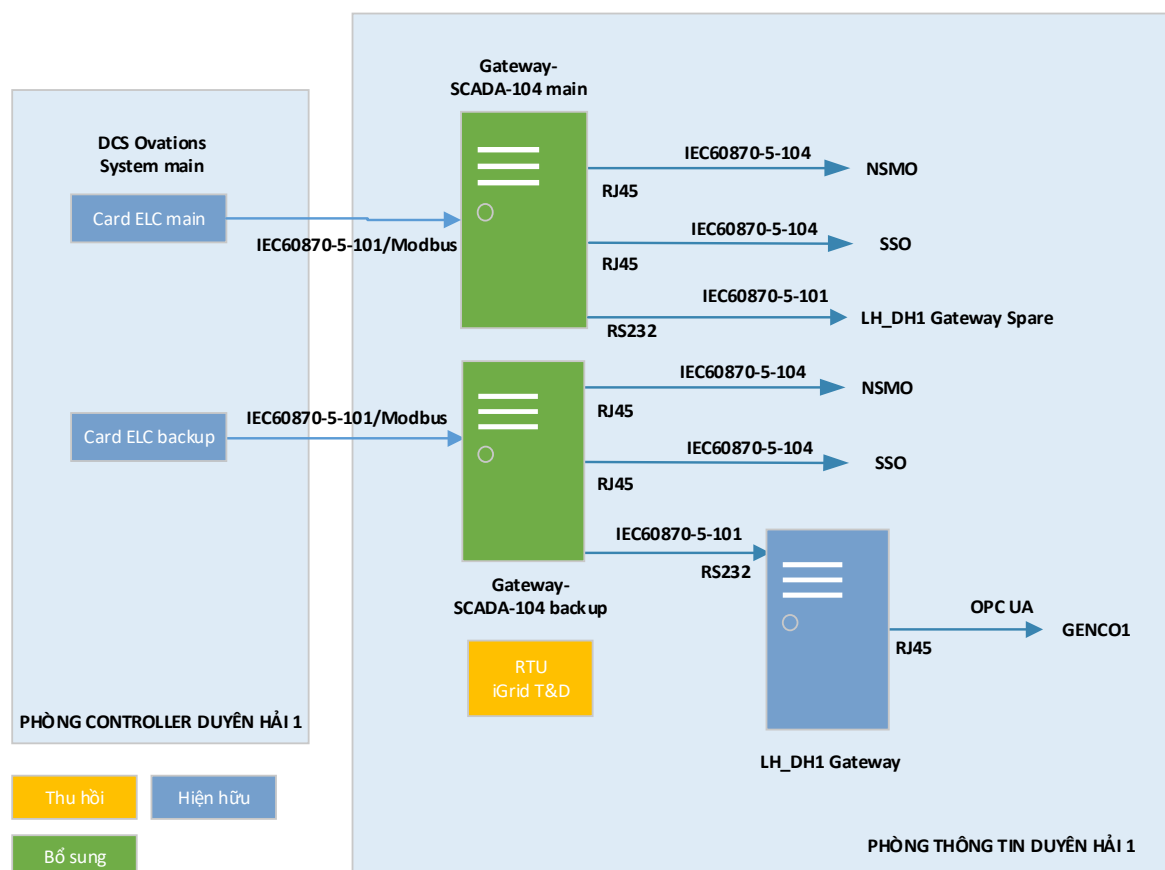 Gateway-
SCADA-104 main
DCS Ovations
System main
Card ELC main
IEC60870-5-101/Modbus
IEC60870-5-104
RJ45
NSMO
IEC60870-5-104
RJ45
SSO
IEC60870-5-101
RS232
LH_DH1 Gateway Spare
Card ELC backup
IEC60870-5-101/Modbus
IEC60870-5-104
RJ45
NSMO
IEC60870-5-104
RJ45
SSO
IEC60870-5-101
RS232
Gateway-
SCADA-104 backup
OPC UA
RJ45
GENCO1
RTU
iGrid T&D
LH_DH1 Gateway
PHÒNG CONTROLLER DUYÊN HẢI 1
Thu hồi
Hiện hữu
Bổ sung
PHÒNG THÔNG TIN DUYÊN HẢI 1